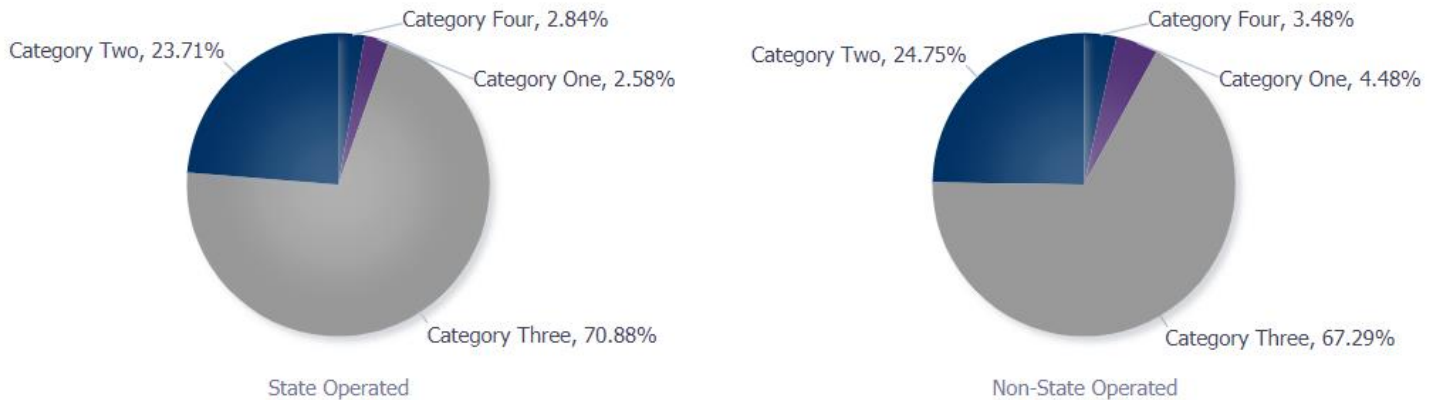 Category Four, 2.84%
Category Two, 23.71%
Category One, 2.58%
Category Three, 70.88%
State Operated
Category Four, 3.48%
Category Two, 24.75%
Category One, 4.48%
Category Three, 67.29%
Non-State Operated